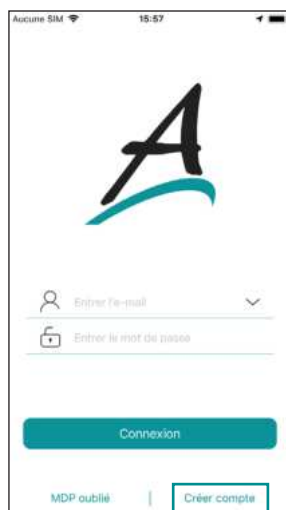 Aucune SIM 15:57
A
Entrer l'e-mail
Entrer le mot de passe
Connexion
MDP oublié | Créer compte